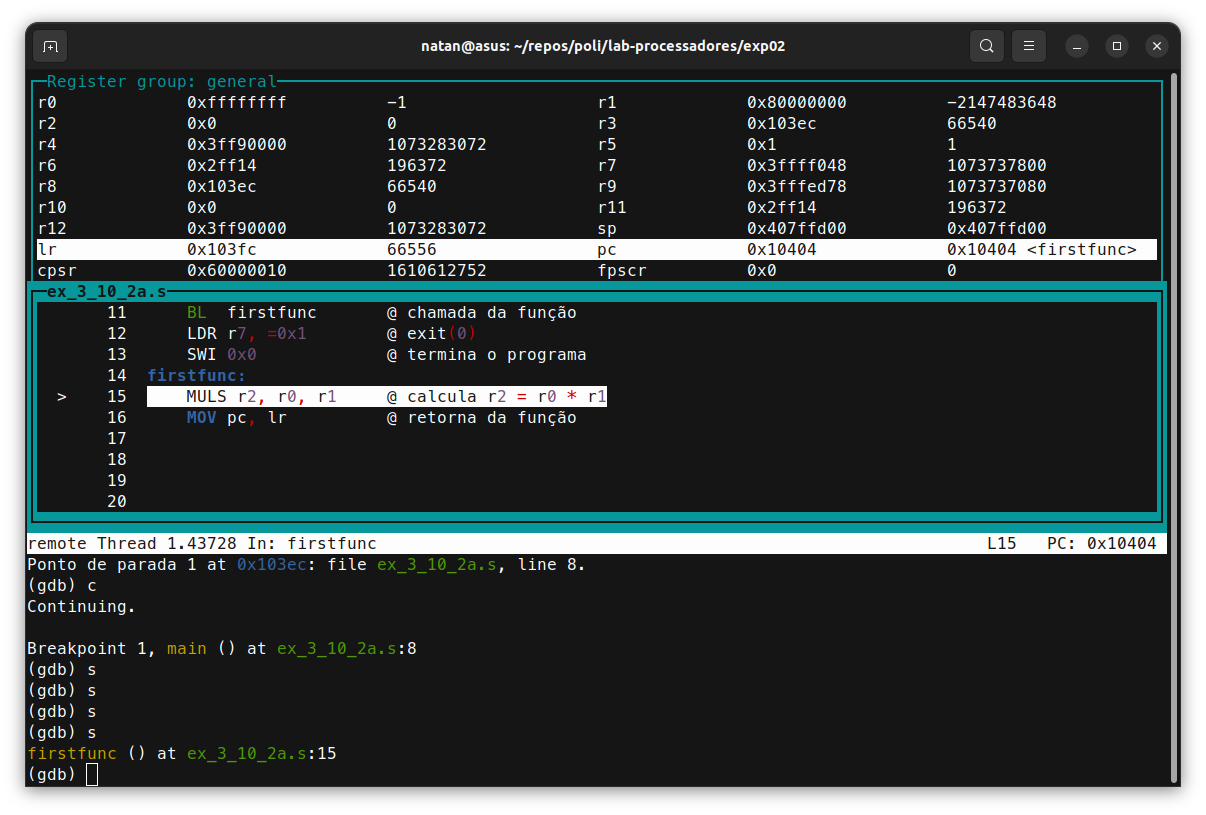 natan@asus: ~/repos/poli/lab-processadores/exp02
Register group: general
r0 0xffffffff -1 r1 0x80000000 -2147483648
r2 0x0 0 r3 0x103ec 66540
r4 0x3ff90000 1073283072 r5 0x1 1
r6 0x2ff14 196372 r7 0x3ffff048 1073737800
r8 0x103ec 66540 r9 0x3fffed78 1073737080
r10 0x0 0 r11 0x2ff14 196372
r12 0x3ff90000 1073283072 sp 0x407ffd00 0x407ffd00
lr 0x103fc 66556 pc 0x10404 0x10404 <firstfunc>
cpsr 0x60000010 1610612752 fpscr 0x0 0
ex_3_10_2a.s
11 BL firstfunc @ chamada da função
12 LDR r7, =0x1 @ exit(0)
13 SWI 0x0 @ termina o programa
14 firstfunc:
> 15 MULS r2, r0, r1 @ calcula r2 = r0 * r1
16 MOV pc, lr @ retorna da função
17
18
19
20
remote Thread 1.43728 In: firstfunc L15 PC: 0x10404
Ponto de parada 1 at 0x103ec: file ex_3_10_2a.s, line 8.
(gdb) c
Continuing.
Breakpoint 1, main () at ex_3_10_2a.s:8
(gdb) s
(gdb) s
(gdb) s
(gdb) s
firstfunc () at ex_3_10_2a.s:15
(gdb)